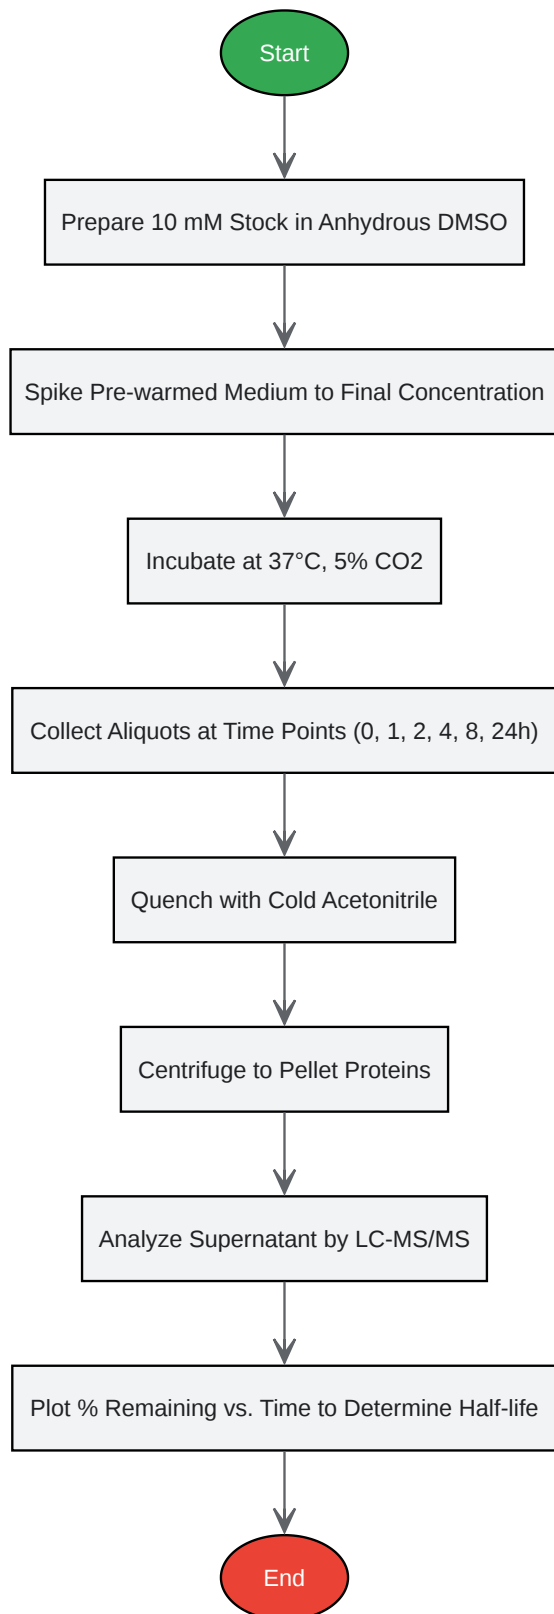 Start
Prepare 10 mM Stock in Anhydrous DMSO
Spike Pre-warmed Medium to Final Concentration
Incubate at 37°C, 5% CO2
Collect Aliquots at Time Points (0, 1, 2, 4, 8, 24h)
Quench with Cold Acetonitrile
Centrifuge to Pellet Proteins
Analyze Supernatant by LC-MS/MS
Plot % Remaining vs. Time to Determine Half-life
End